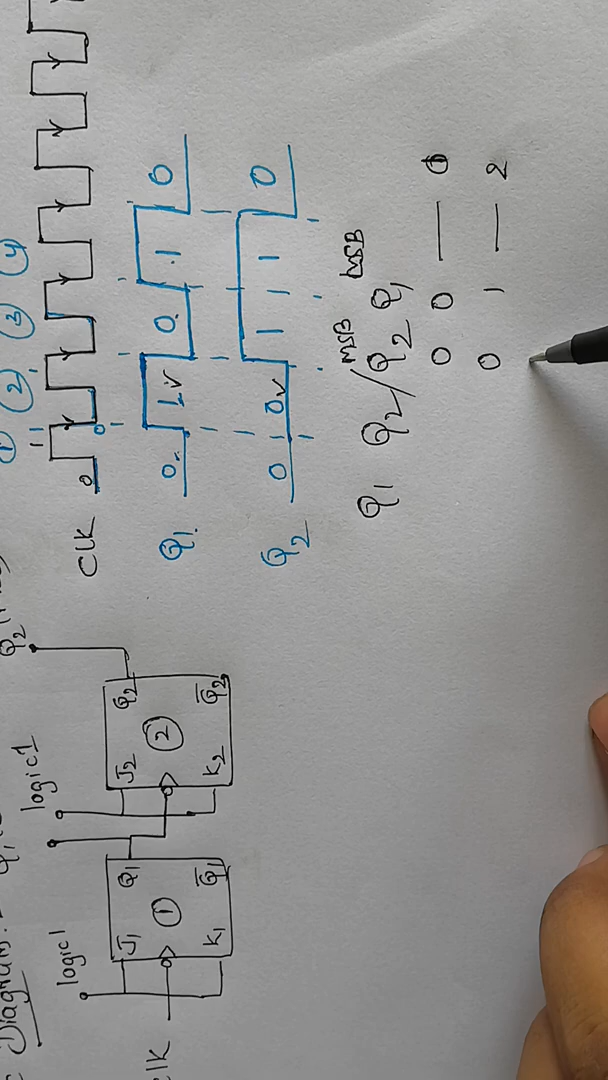 Diagram:-
Q2
① ② ③ ④
logic1 logic1
CLK 0
J1 Q1 J2 Q2
① ②
K1 Q̄1 K2 Q̄2
clk
Q1 0 1 0 1 0
Q2 0 0 1 1 0
MSB MSB
Q1 Q2/Q2 Q1
0 0 —
0 1 — 2